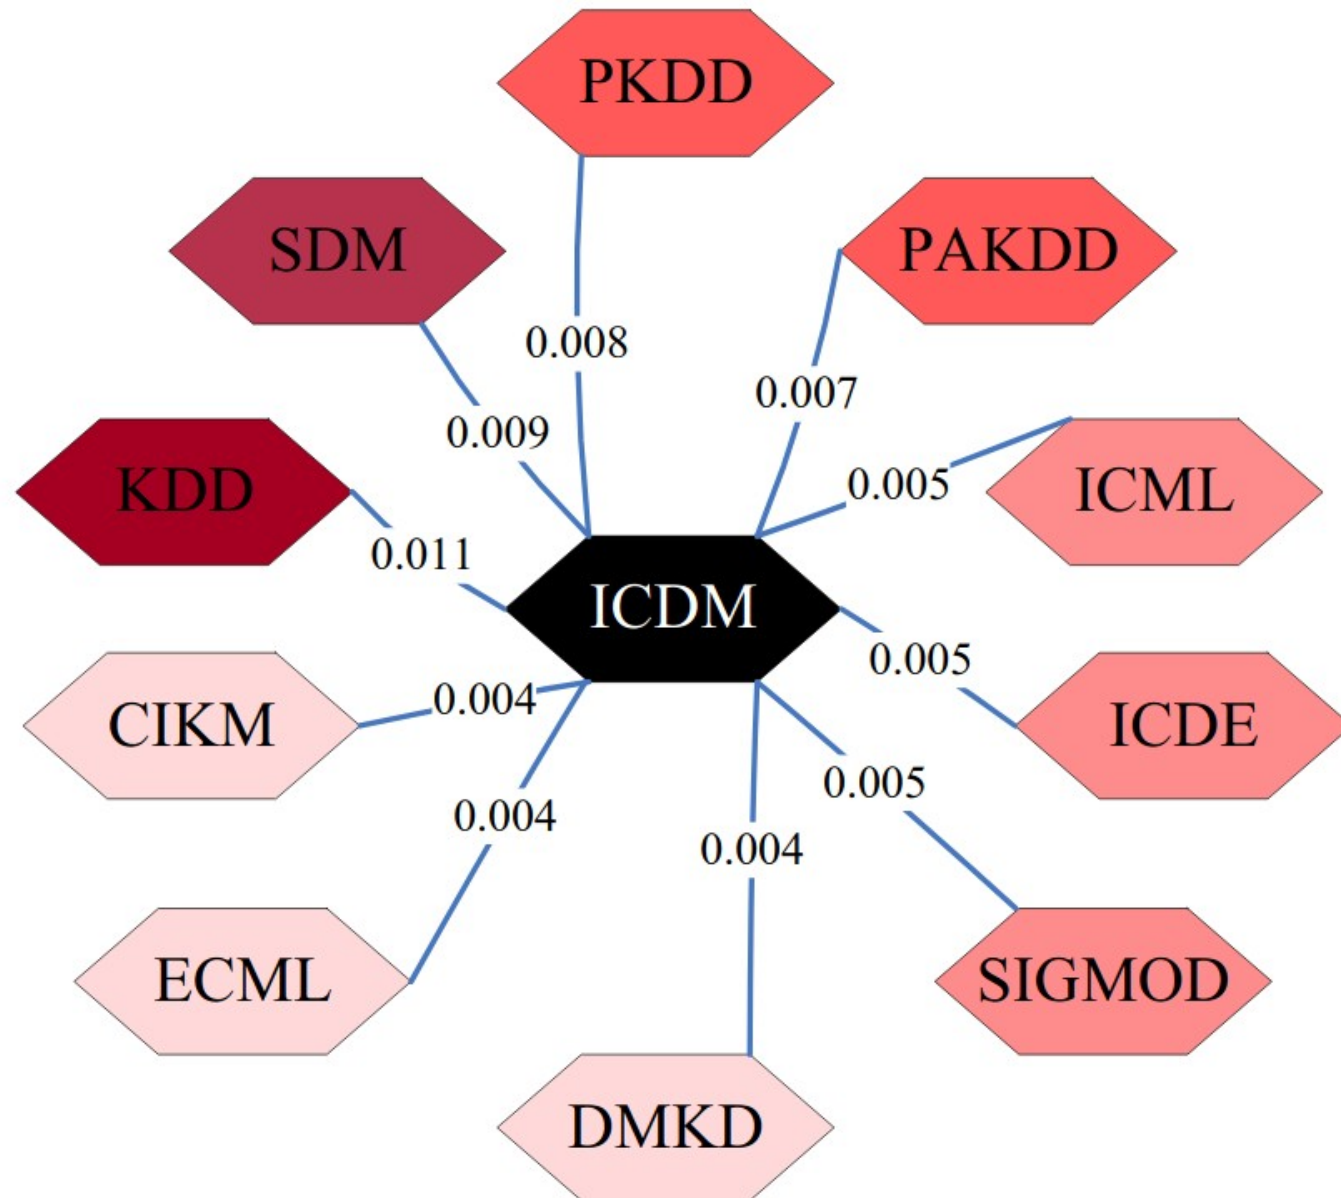 PKDD
SDM
PAKDD
0.008
0.007
0.009
KDD
0.005
ICML
0.011
ICDM
0.005
CIKM
0.004
ICDE
0.005
0.004
0.004
ECML
SIGMOD
DMKD